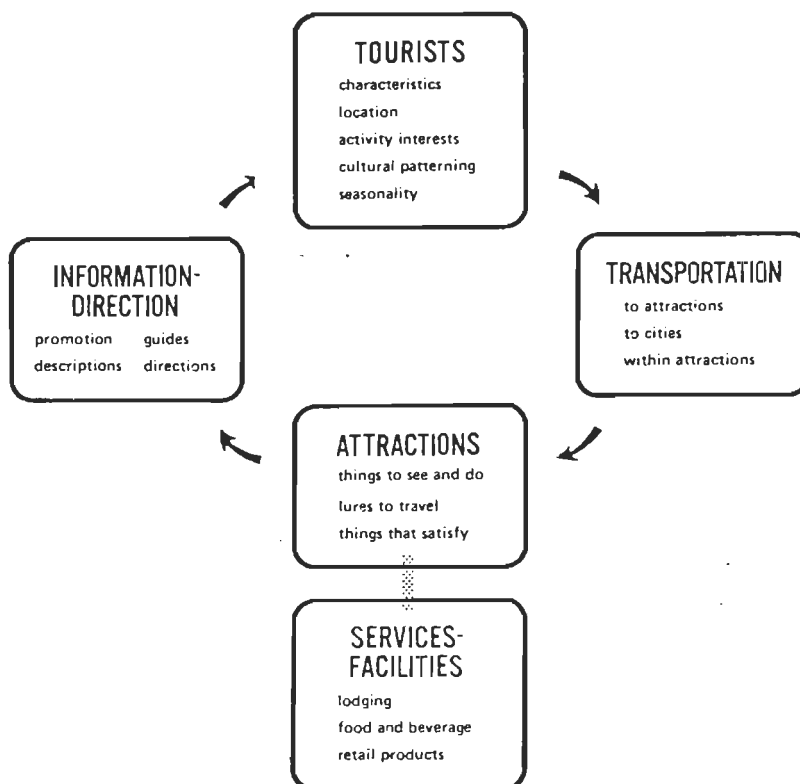 TOURISTS
characteristics
location
activity interests
cultural patterning
seasonality
INFORMATION-
DIRECTION
promotion guides
descriptions directions
TRANSPORTATION
to attractions
to cities
within attractions
ATTRACTIONS
things to see and do
lures to travel
things that satisfy
SERVICES-
FACILITIES
lodging
food and beverage
retail products